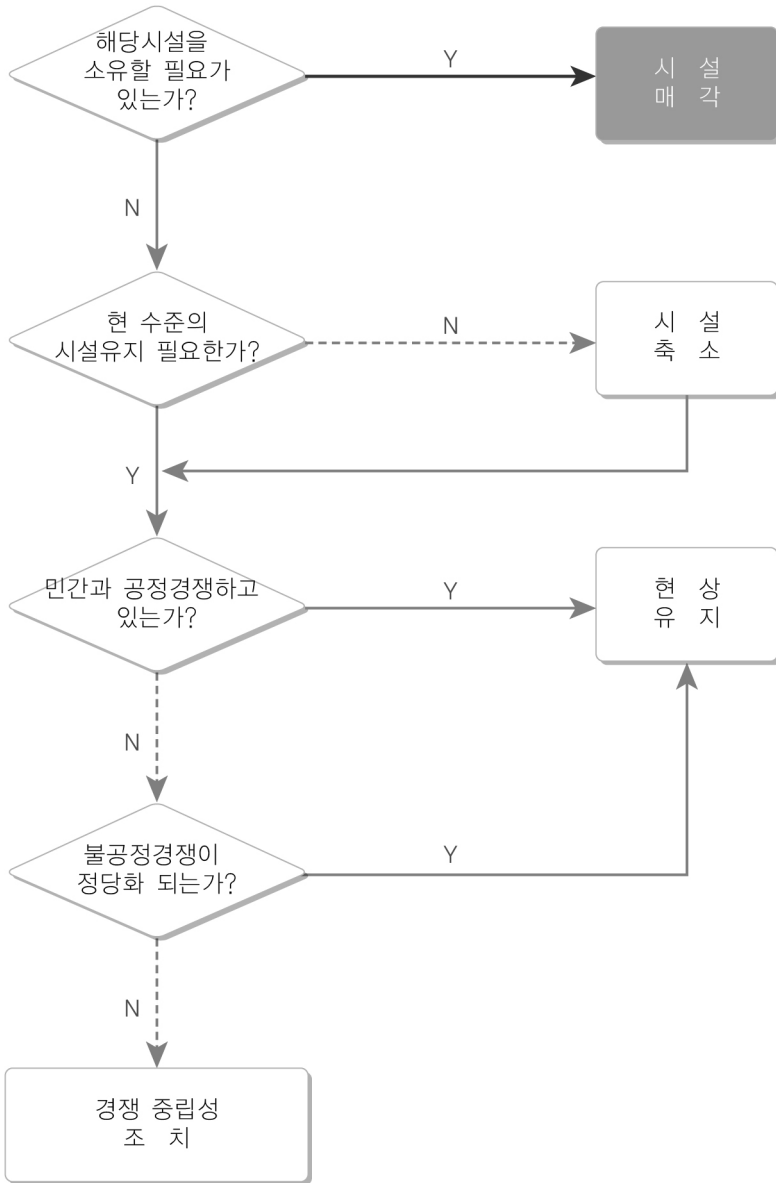 해당시설을
소유할 필요가
있는가?
Y
시 설
매 각
N
현 수준의
시설유지 필요한가?
N
시 설
축 소
Y
민간과 공정경쟁하고
있는가?
Y
현 상
유 지
N
불공정경쟁이
정당화 되는가?
Y
N
경쟁 중립성
조 치